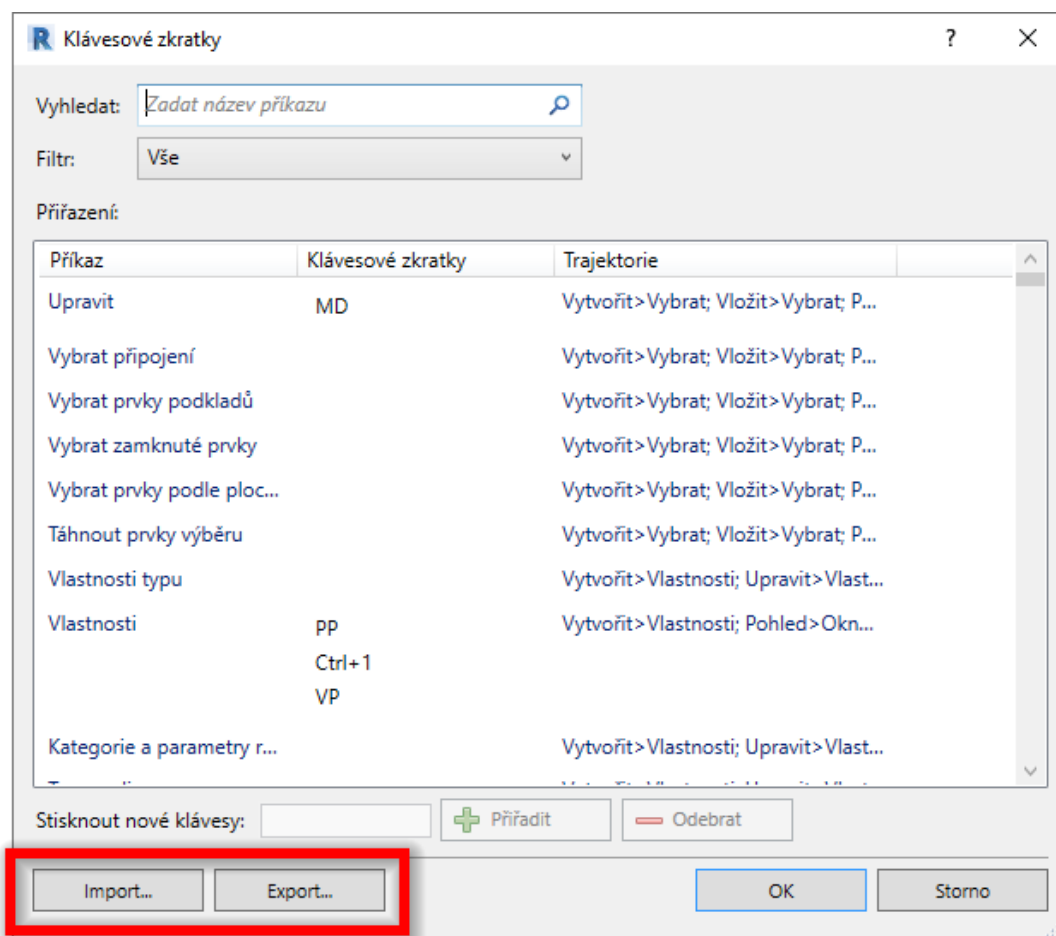 Klávesové zkratky ?
Vyhledat: Zadat název příkazu
Filtr: Vše
Přiřazení:
Příkaz Klávesové zkratky Trajektorie
Upravit MD Vytvořit>Vybrat; Vložit>Vybrat; P...
Vybrat připojení Vytvořit>Vybrat; Vložit>Vybrat; P...
Vybrat prvky podkladů Vytvořit>Vybrat; Vložit>Vybrat; P...
Vybrat zamknuté prvky Vytvořit>Vybrat; Vložit>Vybrat; P...
Vybrat prvky podle ploc... Vytvořit>Vybrat; Vložit>Vybrat; P...
Táhnout prvky výběru Vytvořit>Vybrat; Vložit>Vybrat; P...
Vlastnosti typu Vytvořit>Vlastnosti; Upravit>Vlast...
Vlastnosti PP Vytvořit>Vlastnosti; Pohled>Okn...
Ctrl+1
VP
Kategorie a parametry r... Vytvořit>Vlastnosti; Upravit>Vlast...
Stisknout nové klávesy: Přiřadit Odebrat
Import... Export... OK Storno